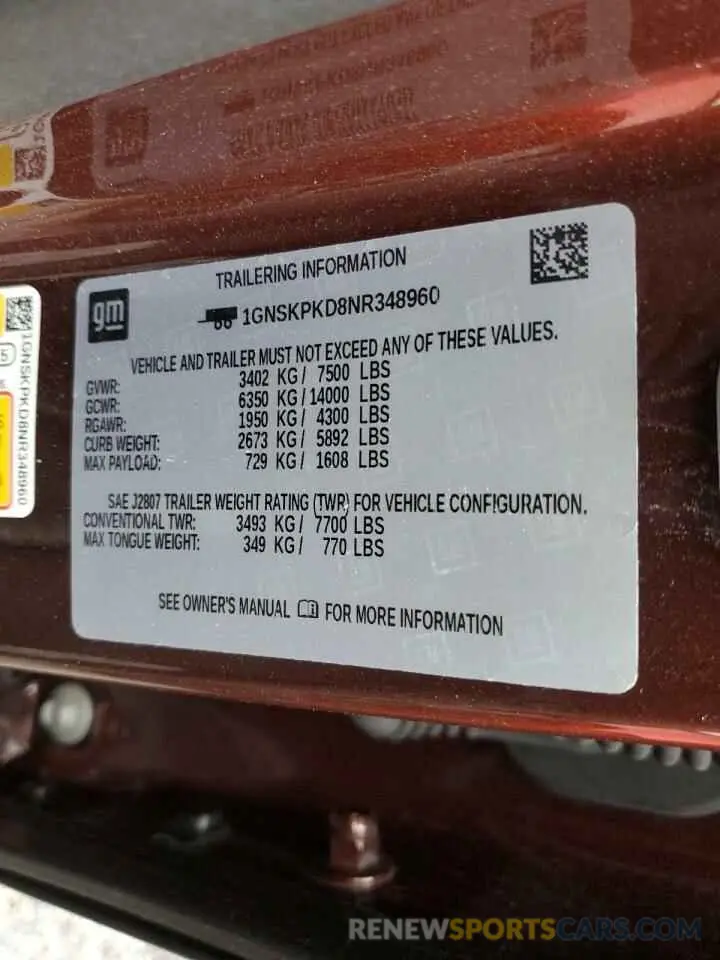 TRAILERING INFORMATION
gm
1GNSKPKD8NR348960
VEHICLE AND TRAILER MUST NOT EXCEED ANY OF THESE VALUES.
GVWR: 3402 KG / 7500 LBS
GCWR: 6350 KG / 14000 LBS
RGAWR: 1950 KG / 4300 LBS
CURB WEIGHT: 2673 KG / 5892 LBS
MAX PAYLOAD: 729 KG / 1608 LBS
SAE J2807 TRAILER WEIGHT RATING (TWR) FOR VEHICLE CONFIGURATION.
CONVENTIONAL TWR: 3493 KG / 7700 LBS
MAX TONGUE WEIGHT: 349 KG / 770 LBS
SEE OWNER'S MANUAL FOR MORE INFORMATION
1GNSKPKD8NR348960
RENEWSPORTSCARS.COM